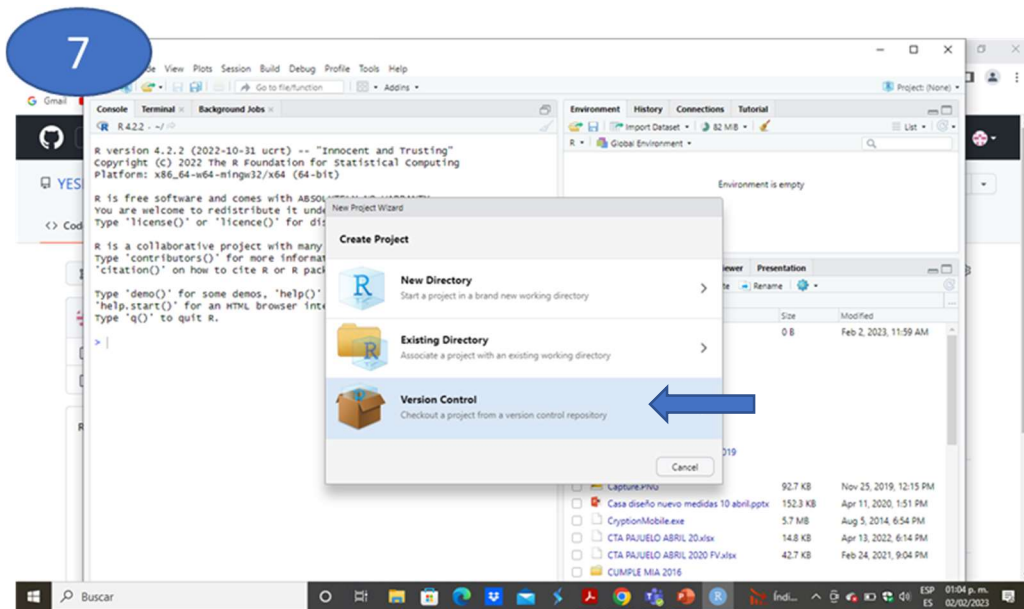 7
de View Plots Session Build Debug Profile Tools Help
Go to file/function
Addins
Project: (None)
Gmail
Console Terminal Background Jobs
R 4.2.2 · ~/
R version 4.2.2 (2022-10-31 ucrt) -- "Innocent and Trusting"
Copyright (C) 2022 The R Foundation for Statistical Computing
Platform: x86_64-w64-mingw32/x64 (64-bit)
R is free software and comes with ABSOLUTELY NO WARRANTY.
You are welcome to redistribute it unde
Type 'license()' or 'licence()' for dis
R is a collaborative project with many
Type 'contributors()' for more informat
'citation()' on how to cite R or R pack
Type 'demo()' for some demos, 'help()'
'help.start()' for an HTML browser inte
Type 'q()' to quit R.
>
YES
<> Cod
Environment History Connections Tutorial
Import Dataset
82 MiB
List
R
Global Environment
Environment is empty
New Project Wizard
Create Project
New Directory
Start a project in a brand new working directory
Existing Directory
Associate a project with an existing working directory
Version Control
Checkout a project from a version control repository
Cancel
iewer Presentation
te Rename
Size Modified
0 B Feb 2, 2023, 11:59 AM
019
Capture.PNG 92.7 KB Nov 25, 2019, 12:15 PM
Casa diseño nuevo medidas 10 abril.pptx 152.3 KB Apr 11, 2020, 1:51 PM
CryptionMobile.exe 5.7 MB Aug 5, 2014, 6:54 PM
CTA PAJUELO ABRIL 20.xlsx 14.8 KB Apr 13, 2022, 6:14 PM
CTA PAJUELO ABRIL 2020 FV.xlsx 42.7 KB Feb 24, 2021, 9:04 PM
CUMPLE MIA 2016
Buscar
Índi...
ESP
ES
01:04 p. m.
02/02/2023